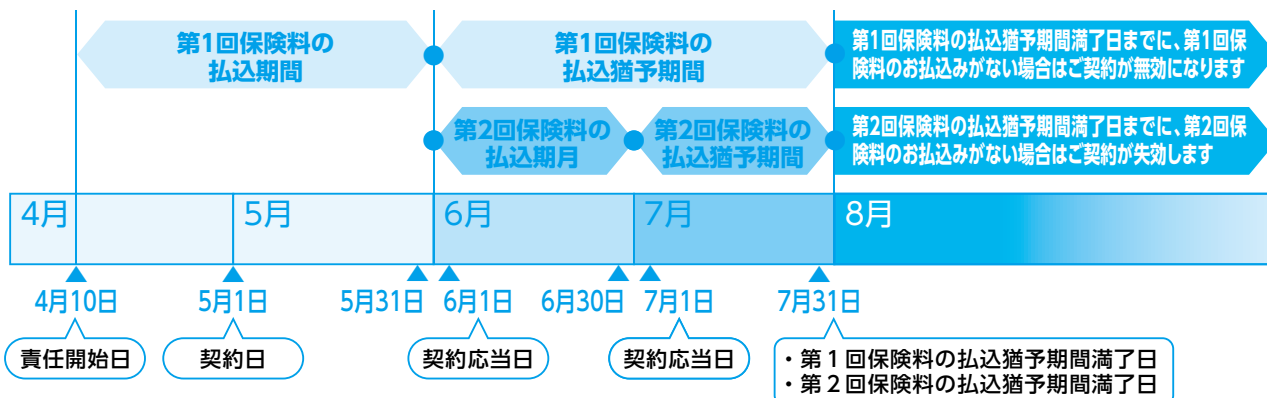 第1回保険料の
払込期間
第1回保険料の
払込猶予期間
第1回保険料の払込猶予期間満了日までに、第1回保
険料のお払込みがない場合はご契約が無効になります
第2回保険料の
払込期月
第2回保険料の
払込猶予期間
第2回保険料の払込猶予期間満了日までに、第2回保
険料のお払込みがない場合はご契約が失効します
4月
5月
6月
7月
8月
4月10日
5月1日
5月31日
6月1日
6月30日
7月1日
7月31日
責任開始日
契約日
契約応当日
契約応当日
・第1回保険料の払込猶予期間満了日
・第2回保険料の払込猶予期間満了日